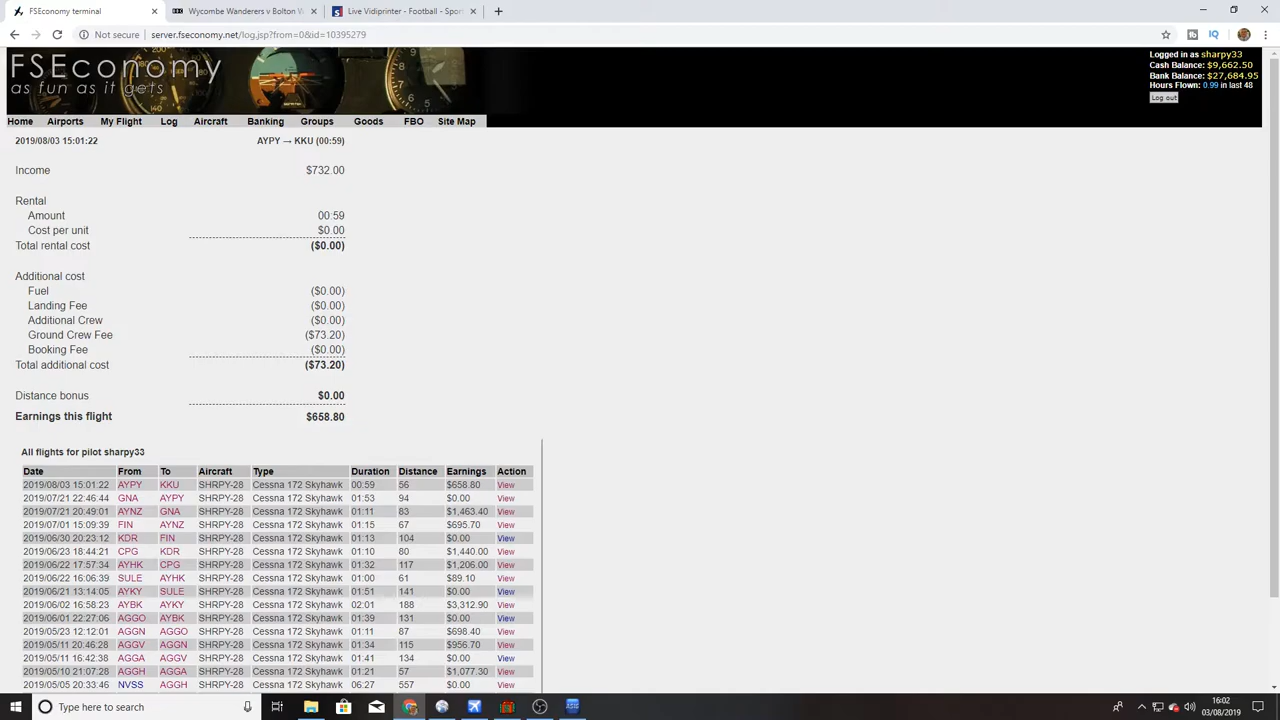 FSEconomy terminal
Wycombe Wanderers v Bolton W
Live Vidiprinter - Football - Spor
Not secure server.fseconomy.net/log.jsp?from=0&id=10395279
FSEconomy
as fun as it gets
Logged in as sharpy33
Cash Balance: $9,662.50
Bank Balance: $27,684.95
Hours Flown: 0.99 in last 48
Log out
Home Airports My Flight Log Aircraft Banking Groups Goods FBO Site Map
2019/08/03 15:01:22 AYPY → KKU (00:59)
Income $732.00
Rental
Amount 00:59
Cost per unit $0.00
Total rental cost ($0.00)
Additional cost
Fuel ($0.00)
Landing Fee ($0.00)
Additional Crew ($0.00)
Ground Crew Fee ($73.20)
Booking Fee ($0.00)
Total additional cost ($73.20)
Distance bonus $0.00
Earnings this flight $658.80
All flights for pilot sharpy33
Date From To Aircraft Type Duration Distance Earnings Action
2019/08/03 15:01:22 AYPY KKU SHRPY-28 Cessna 172 Skyhawk 00:59 56 $658.80 View
2019/07/21 22:46:44 GNA AYPY SHRPY-28 Cessna 172 Skyhawk 01:53 94 $0.00 View
2019/07/21 20:49:01 AYNZ GNA SHRPY-28 Cessna 172 Skyhawk 01:11 83 $1,463.40 View
2019/07/01 15:09:39 FIN AYNZ SHRPY-28 Cessna 172 Skyhawk 01:15 67 $695.70 View
2019/06/30 20:23:12 KDR FIN SHRPY-28 Cessna 172 Skyhawk 01:13 104 $0.00 View
2019/06/23 18:44:21 CPG KDR SHRPY-28 Cessna 172 Skyhawk 01:10 80 $1,440.00 View
2019/06/22 17:57:34 AYHK CPG SHRPY-28 Cessna 172 Skyhawk 01:32 117 $1,206.00 View
2019/06/22 16:06:39 SULE AYHK SHRPY-28 Cessna 172 Skyhawk 01:00 61 $89.10 View
2019/06/21 13:14:05 AYKY SULE SHRPY-28 Cessna 172 Skyhawk 01:51 141 $0.00 View
2019/06/02 16:58:23 AYBK AYKY SHRPY-28 Cessna 172 Skyhawk 02:01 188 $3,312.90 View
2019/06/01 22:27:06 AGGO AYBK SHRPY-28 Cessna 172 Skyhawk 01:39 131 $0.00 View
2019/05/23 12:12:01 AGGN AGGO SHRPY-28 Cessna 172 Skyhawk 01:11 87 $698.40 View
2019/05/11 20:46:28 AGGV AGGN SHRPY-28 Cessna 172 Skyhawk 01:34 115 $956.70 View
2019/05/11 16:42:38 AGGA AGGV SHRPY-28 Cessna 172 Skyhawk 01:41 134 $0.00 View
2019/05/10 21:07:28 AGGH AGGA SHRPY-28 Cessna 172 Skyhawk 01:21 57 $1,077.30 View
2019/05/05 20:33:46 NVSS AGGH SHRPY-28 Cessna 172 Skyhawk 06:27 557 $0.00 View
Type here to search
16:02
03/08/2019